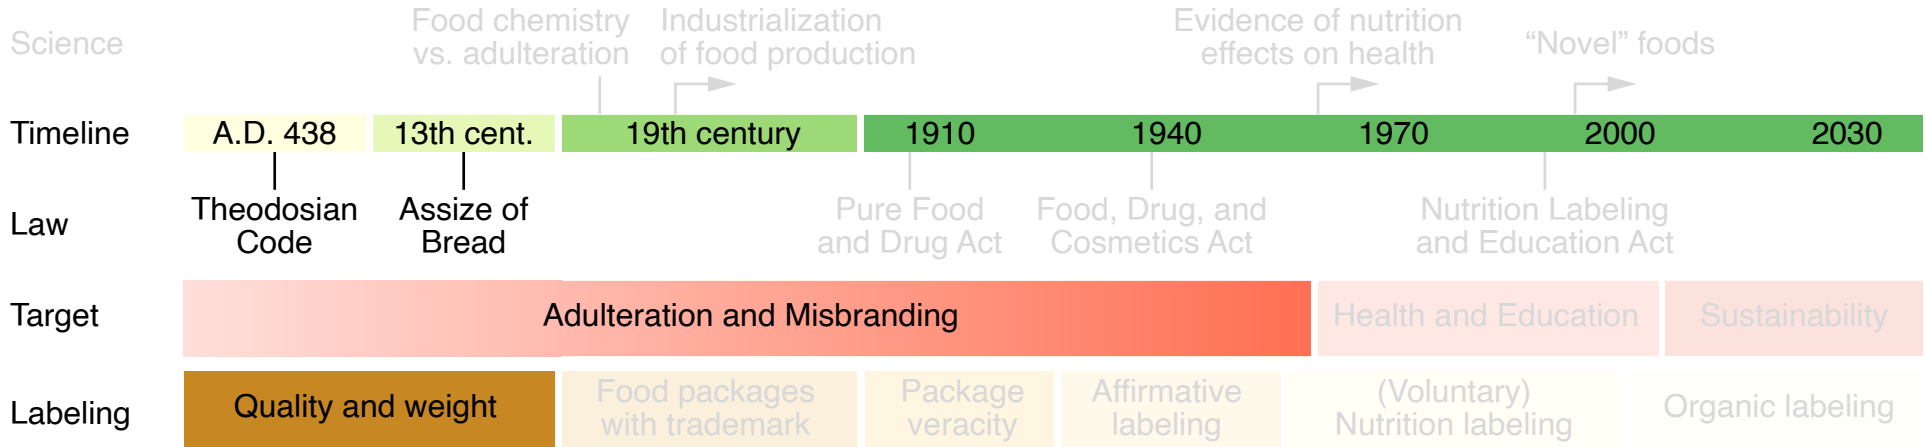 Science
Food chemistry
vs. adulteration
Industrialization
of food production
Evidence of nutrition
effects on health
“Novel” foods
Timeline
A.D. 438
13th cent.
19th century
1910
1940
1970
2000
2030
Law
Theodosian
Code
Assize of
Bread
Pure Food
and Drug Act
Food, Drug, and
Cosmetics Act
Nutrition Labeling
and Education Act
Target
Adulteration and Misbranding
Health and Education
Sustainability
Labeling
Quality and weight
Food packages
with trademark
Package
veracity
Affirmative
labeling
(Voluntary)
Nutrition labeling
Organic labeling